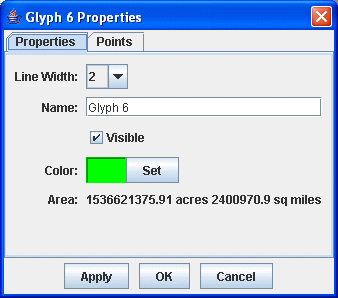 Glyph 6 Properties
Properties Points
Line Width: 2
Name: Glyph 6
Visible
Color: Set
Area: 1536621375.91 acres 2400970.9 sq miles
Apply OK Cancel